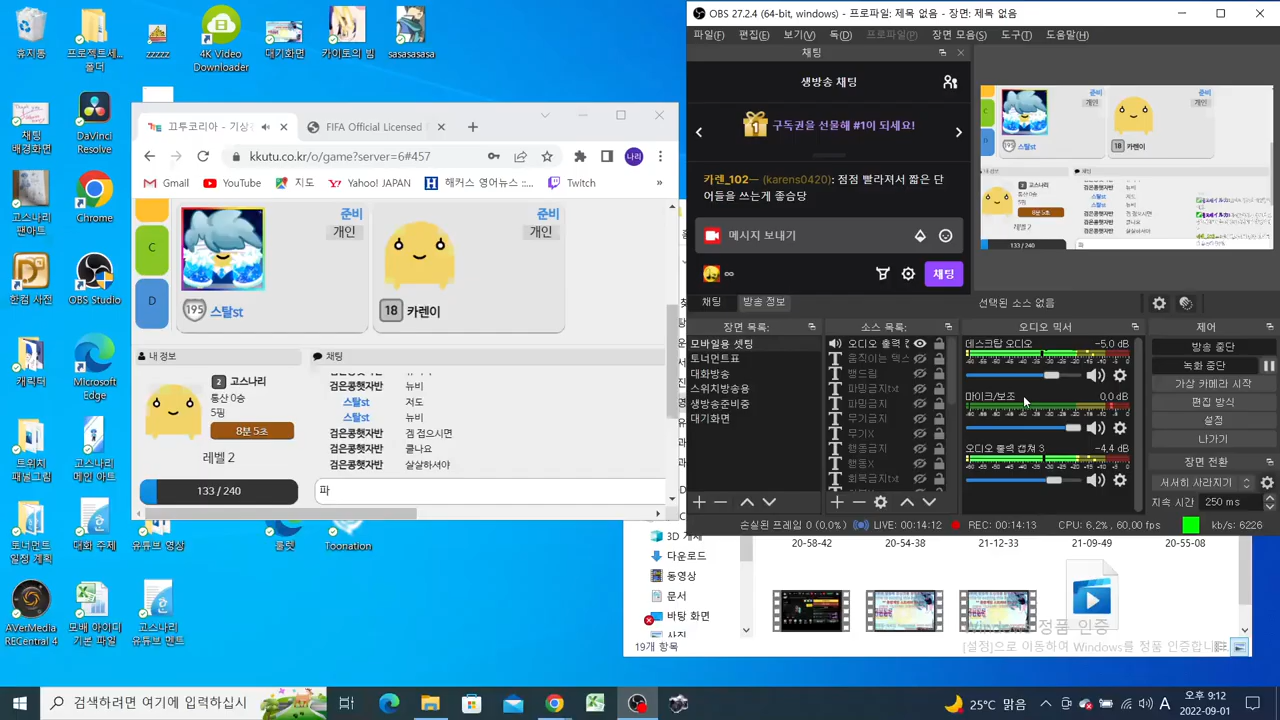 휴지통
프로젝트세...
폴더
zzzzz
4K Video
Downloader
대기화면
카이토의 빔
sasasasasa
채팅
배경화면
DaVinci
Resolve
고스나리
팬아트
Chrome
한컴 사전
OBS Studio
캐릭터
Microsoft
Edge
트위치
패널그림
고스나리
메인 아트
토너먼트
일정 계획
대화 주제
유튜브 영상
룰렛
Toonation
AVerMedia
RECentral 4
모배 아이디
기본 파일
고스나리
유튜브 멘트
끄투코리아 - 기상
FIFA Official Licensed
kkutu.co.kr/o/game?server=6#457
나리
Gmail
YouTube
지도
Yahoo! JAPAN
해커스 영어뉴스 ::...
Twitch
»
C
D
준비
개인
195 스탈st
준비
개인
18 카렌이
내 정보
2 고스나리
통산 0승
5핑
8분 5초
레벨 2
133 / 240
채팅
검은콩햇자반 뉴비
스탈st 저도
스탈st 뉴비
검은콩햇자반 겜 접으시면
검은콩햇자반 클나요
검은콩햇자반 살살하셔야
파
OBS 27.2.4 (64-bit, windows) - 프로파일: 제목 없음 - 장면: 제목 없음
파일(F)
편집(E)
보기(V)
독(D)
프로파일(P)
장면 모음(S)
도구(T)
도움말(H)
채팅
생방송 채팅
1 구독권을 선물해 #1이 되세요!
카렌_102ㅡ (karens0420): 점점 빨라져서 짧은 단
어들을 쓰는게 좋습당
메시지 보내기
∞
채팅
채팅
방송 정보
선택된 소스 없음
장면 목록:
모바일용 셋팅
토너먼트표
대화방송
스위치방송용
생방송준비중
대기화면
소스 목록:
오디오 출력 캡
움직이는 텍스
뱅드림
파밍금지txt
파밍금지
무기금지
무기X
행동금지
행동X
회복금지txt
오디오 믹서
데스크탑 오디오
-5.0 dB
마이크/보조
0.0 dB
오디오 출력 캡쳐 3
-4.4 dB
제어
방송 중단
녹화 중단
가상 카메라 시작
편집 방식
설정
나가기
장면 전환
서서히 사라지기
지속 시간
250 ms
손실된 프레임 0 (0.0%)
LIVE: 00:14:12
REC: 00:14:13
CPU: 6.2%, 60.00 fps
kb/s: 6226
다운로드
동영상
문서
바탕 화면
사진
20-58-42
20-54-38
21-12-33
21-09-49
20-55-08
19개 항목
Windows 정품 인증
[설정]으로 이동하여 Windows를 정품 인증합니다.
검색하려면 여기에 입력하십시
25°C 맑음
A
오후 9:12
2022-09-01